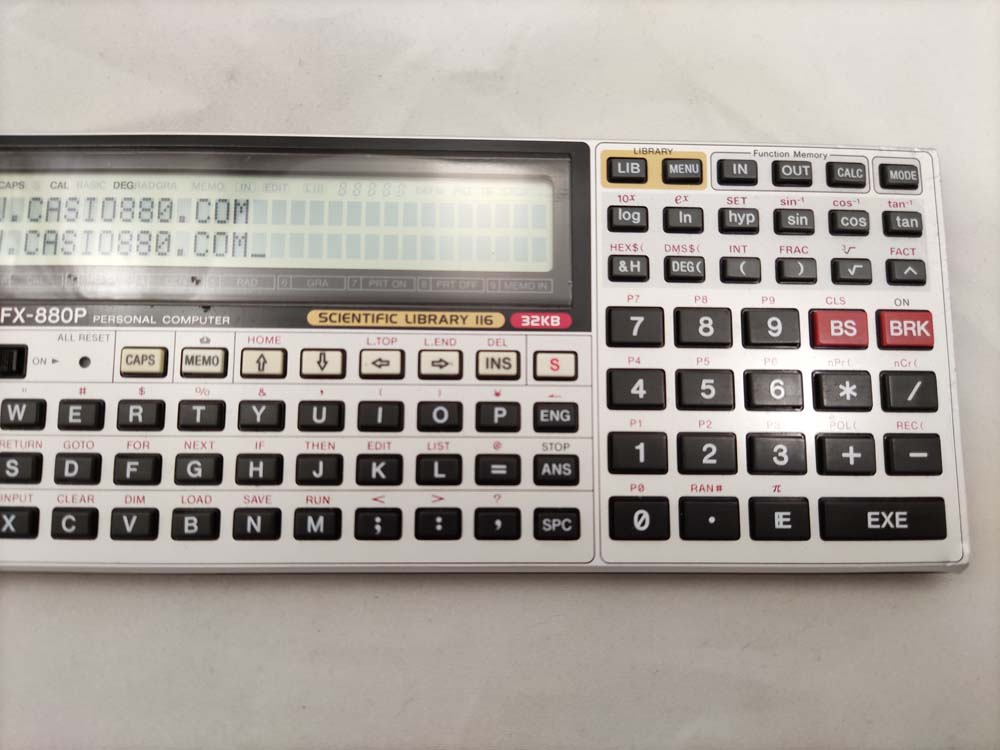 CAPS S CAL BASIC DEG RAD GRA MEMO IN EDIT LIB
.CASIO880.COM
.CASIO880.COM_
5 RAD 6 GRA 7 PRT ON 8 PRT OFF 9 MEMO IN
FX-880P PERSONAL COMPUTER SCIENTIFIC LIBRARY 116 32KB
LIBRARY Function Memory
LIB MENU IN OUT CALC MODE
10x ex SET sin-1 cos-1 tan-1
log ln hyp sin cos tan
HEX$( DMS$( INT FRAC 3√ FACT
&H DEG( ( ) √ ^
P7 P8 P9 CLS ON
7 8 9 BS BRK
P4 P5 P6 nPr( nCr(
4 5 6 * /
P1 P2 P3 POL( REC(
1 2 3 + −
P0 RAN# π
0 . E EXE
ALL RESET HOME L.TOP L.END DEL
ON ► CAPS MEMO ⇧ ⇩ ⇦ ⇨ INS S
" # $ % & ' ( ) ¥
W E R T Y U I O P ENG
RETURN GOTO FOR NEXT IF THEN EDIT LIST @ STOP
S D F G H J K L = ANS
INPUT CLEAR DIM LOAD SAVE RUN < > ?
X C V B N M ; : , SPC